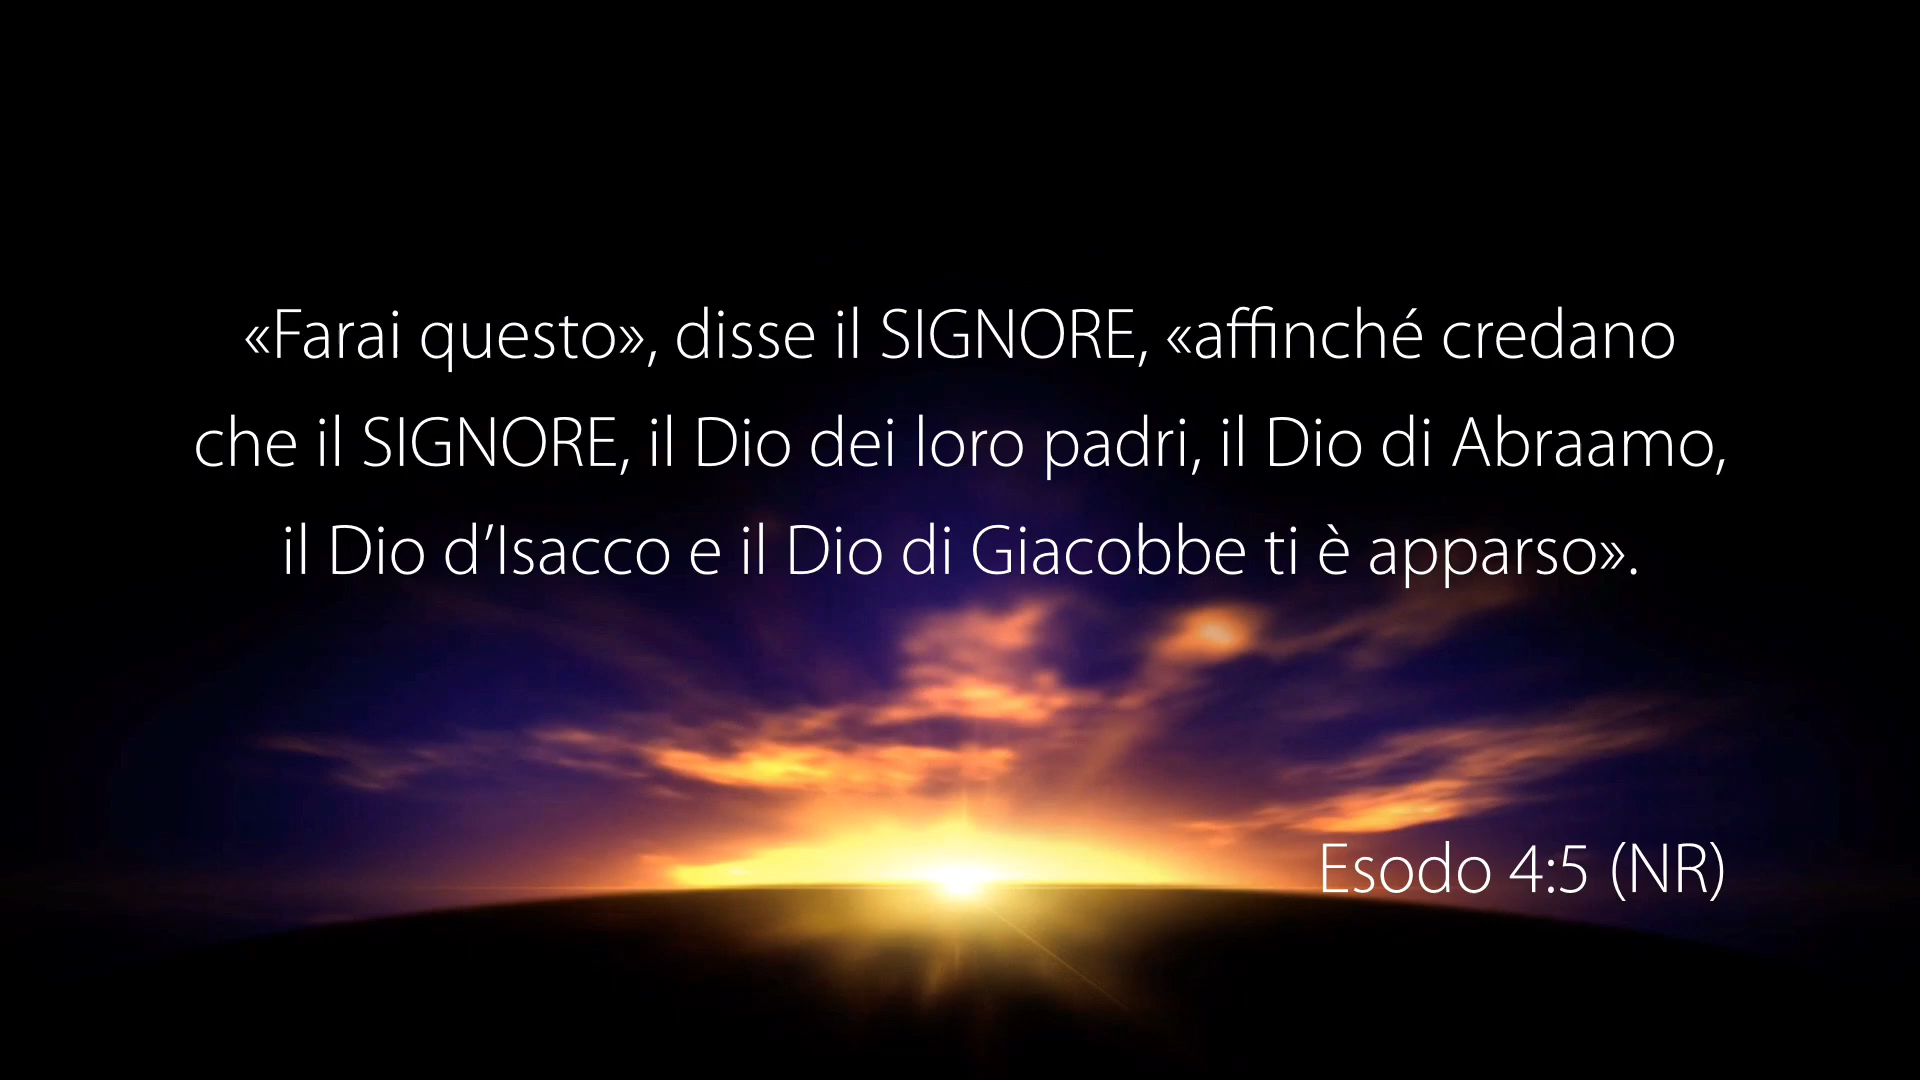 «Farai questo», disse il SIGNORE, «affinché credano
che il SIGNORE, il Dio dei loro padri, il Dio di Abraamo,
il Dio d’Isacco e il Dio di Giacobbe ti è apparso».
Esodo 4:5 (NR)